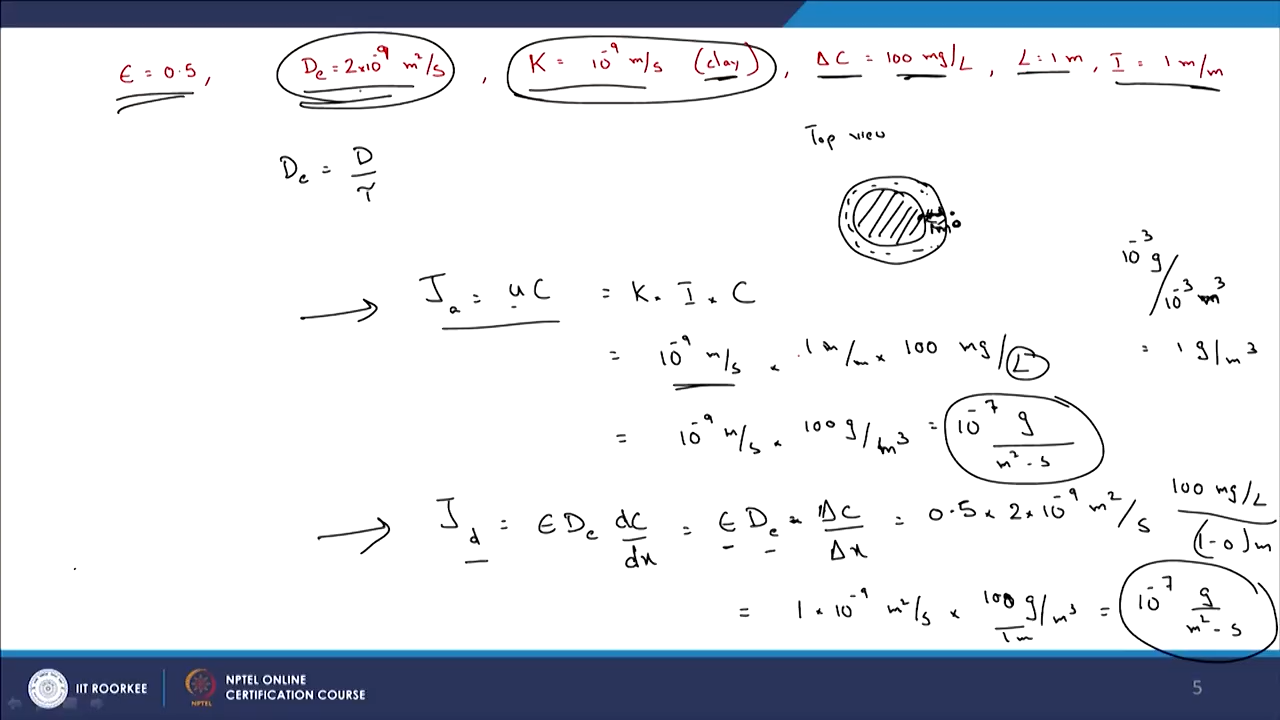 ϵ = 0.5, De = 2×10⁻⁹ m²/s, K = 10⁻⁹ m/s (clay), ΔC = 100 mg/L, L = 1 m, I = 1 m/m
Top view
De = D/τ
1m
10⁻³ g/10⁻³ m³
= 1 g/m³
Ja = uC = K × I × C
= 10⁻⁹ m/s × 1 m/m × 100 mg/L
= 10⁻⁹ m/s × 100 g/m³ = 10⁻⁷ g/m²-s
Jd = ϵ De dC/dx = ϵ De × ΔC/Δx = 0.5 × 2 × 10⁻⁹ m²/s 100 mg/L/(1-0)m
= 1 × 10⁻⁹ m²/s × 100 g/m³/1m = 10⁻⁷ g/m²-s
IIT ROORKEE
NPTEL
NPTEL ONLINE
CERTIFICATION COURSE
5